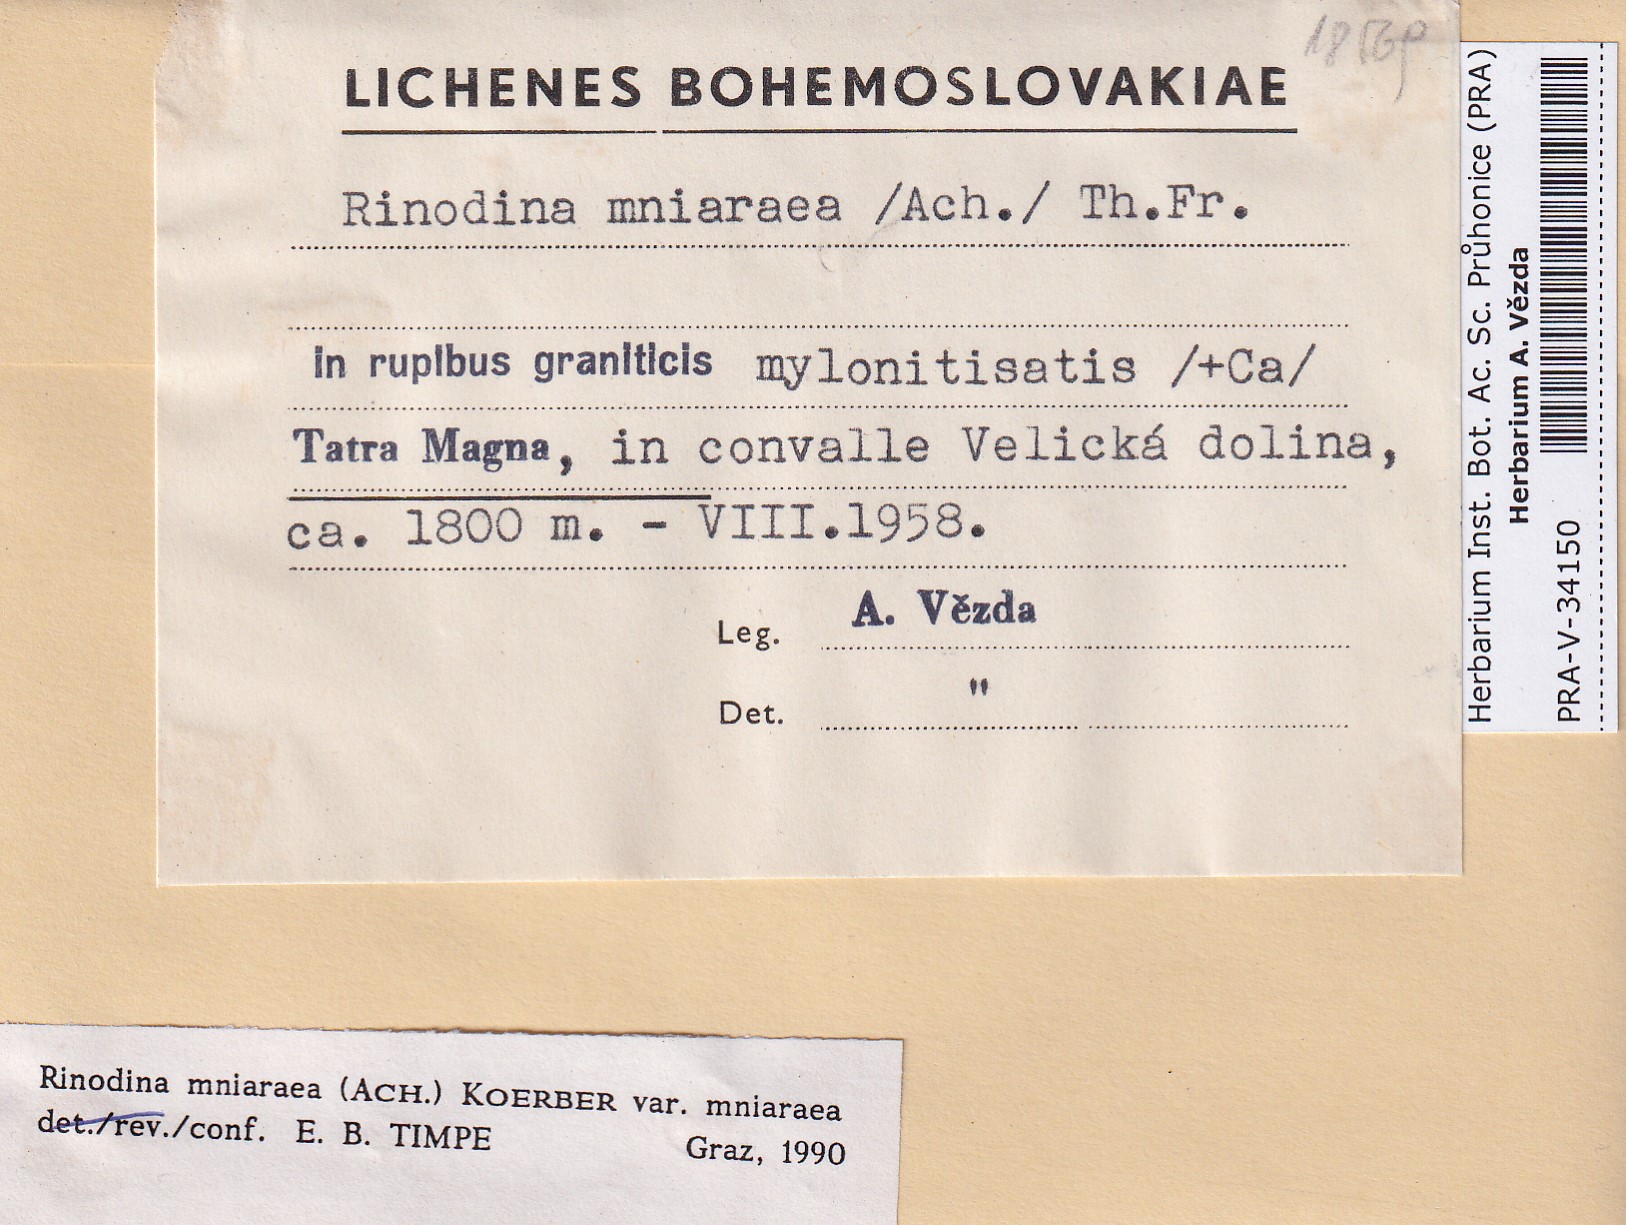 LICHENES BOHEMOSLOVAKIAE
Rinodina mniaraea /Ach./ Th.Fr.
in rupibus graniticis mylonitisatis /+Ca/
Tatra Magna, in convalle Velická dolina,
ca. 1800 m. - VIII.1958.
Leg. A. Vězda
Det. "
Herbarium Inst. Bot. Ac. Sc. Průhonice (PRA)
Herbarium A. Vězda
PRA-V-34150
Rinodina mniaraea (ACH.) KOERBER var. mniaraea
det./rev./conf. E. B. TIMPE Graz, 1990